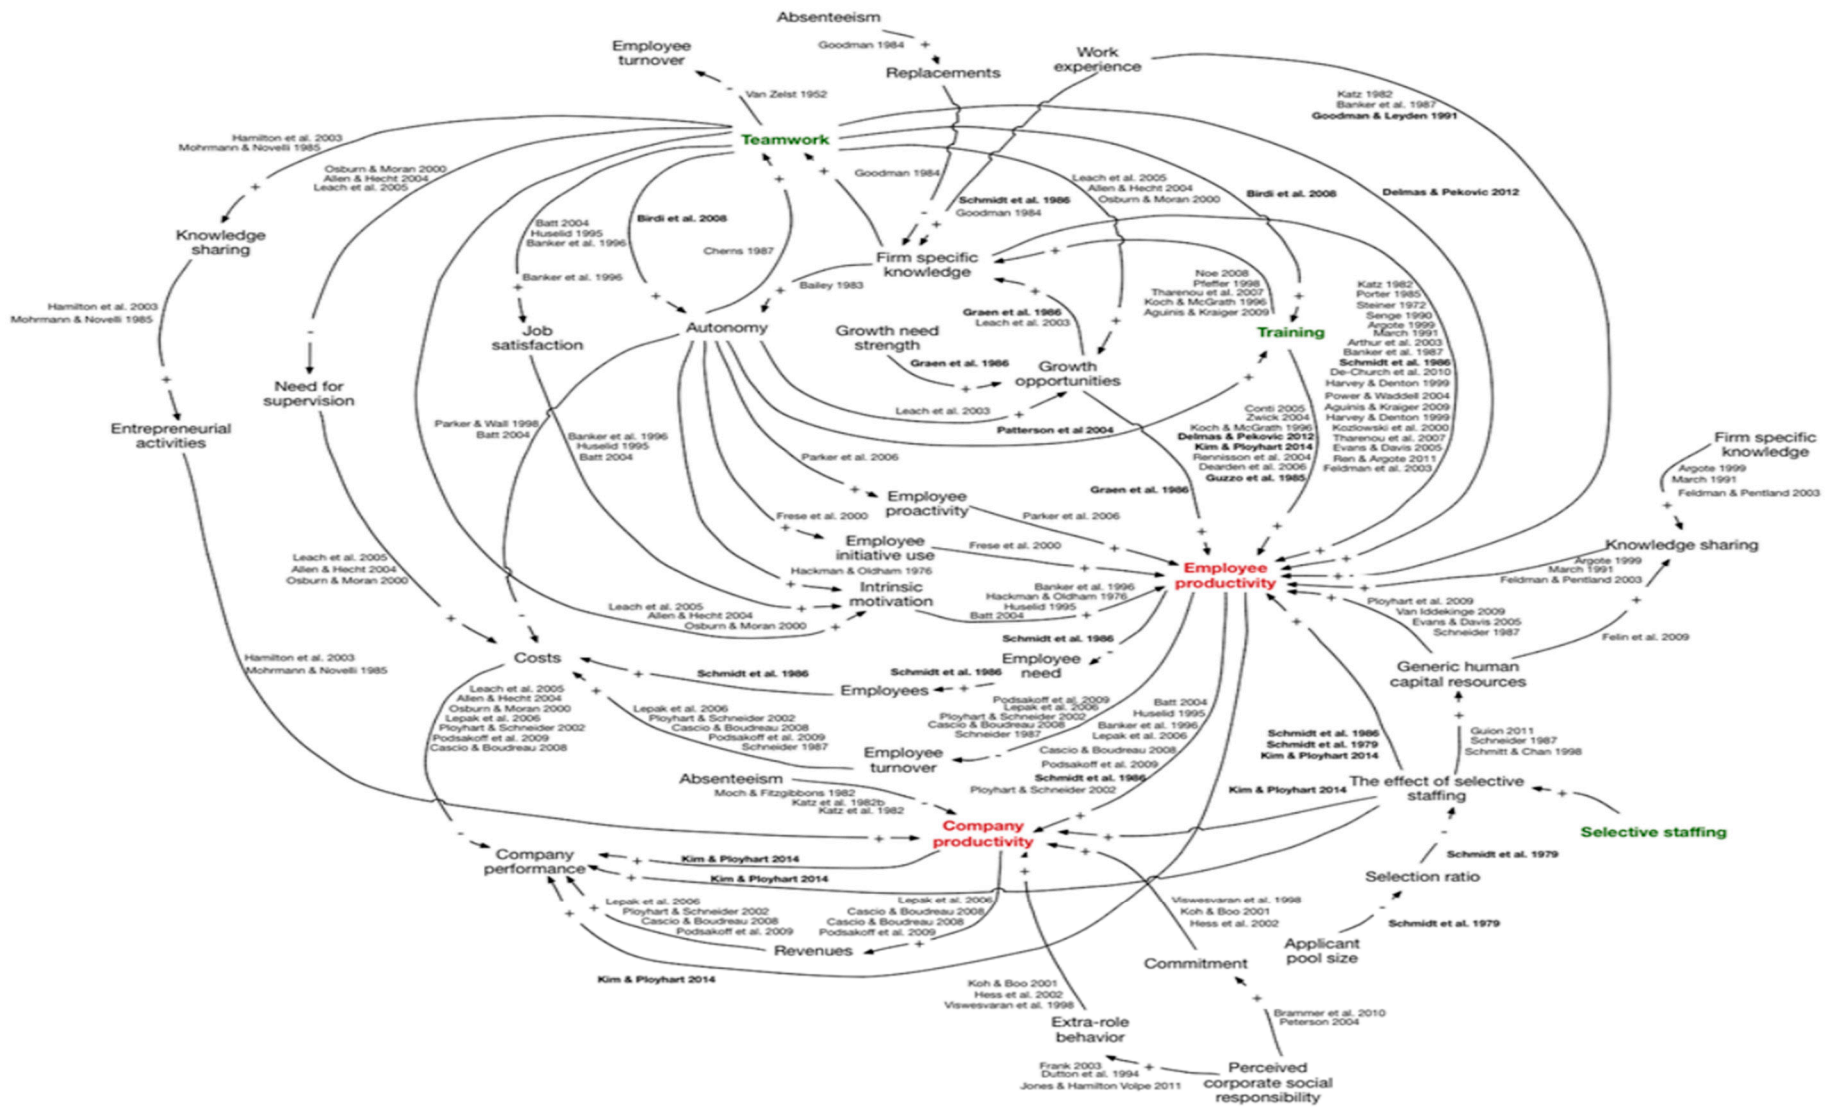 Absenteeism
Goodman 1984
Replacements
Employee
turnover
Van Zelst 1952
Work
experience
Katz 1982
Banker et al. 1987
Goodman & Leyden 1991
Teamwork
Hamilton et al. 2003
Mohrmann & Novelli 1985
Osburn & Moran 2000
Allen & Hecht 2004
Leach et al. 2005
Goodman 1984
Schmidt et al. 1986
Goodman 1984
Leach et al. 2005
Allen & Hecht 2004
Osburn & Moran 2000
Birdi et al. 2008
Delmas & Pekovic 2012
Knowledge
sharing
Batt 2004
Huselid 1995
Banker et al. 1996
Birdi et al. 2008
Cherns 1987
Firm specific
knowledge
Banker et al. 1996
Bailey 1983
Graen et al. 1986
Leach et al. 2003
Noe 2008
Pfeffer 1998
Tharenou et al. 2007
Koch & McGrath 1996
Aguinis & Kraiger 2009
Hamilton et al. 2003
Mohrmann & Novelli 1985
Job
satisfaction
Autonomy
Growth need
strength
Graen et al. 1986
Growth
opportunities
Training
Katz 1982
Porter 1985
Steiner 1972
Senge 1990
Argote 1999
March 1991
Arthur et al. 2003
Banker et al. 1987
Schmidt et al. 1986
De-Church et al. 2010
Harvey & Denton 1999
Power & Waddell 2004
Aguinis & Kraiger 2009
Harvey & Denton 1999
Kozlowski et al. 2000
Tharenou et al. 2007
Evans & Davis 2005
Ren & Argote 2011
Feldman et al. 2003
Need for
supervision
Leach et al. 2003
Patterson et al 2004
Conti 2005
Zwick 2004
Koch & McGrath 1996
Delmas & Pekovic 2012
Kim & Ployhart 2014
Rennisson et al. 2004
Dearden et al. 2006
Guzzo et al. 1985
Entrepreneurial
activities
Parker & Wall 1998
Batt 2004
Banker et al. 1996
Huselid 1995
Batt 2004
Parker et al. 2006
Graen et al. 1986
Firm specific
knowledge
Argote 1999
March 1991
Feldman & Pentland 2003
Employee
proactivity
Parker et al. 2006
Frese et al. 2000
Employee
initiative use
Frese et al. 2000
Knowledge sharing
Argote 1999
March 1991
Feldman & Pentland 2003
Leach et al. 2005
Allen & Hecht 2004
Osburn & Moran 2000
Hackman & Oldham 1976
Intrinsic
motivation
Banker et al. 1996
Hackman & Oldham 1976
Huselid 1995
Batt 2004
Employee
productivity
Leach et al. 2005
Allen & Hecht 2004
Osburn & Moran 2000
Ployhart et al. 2009
Van Iddekinge 2009
Evans & Davis 2005
Schneider 1987
Felin et al. 2009
Hamilton et al. 2003
Mohrmann & Novelli 1985
Costs
Schmidt et al. 1986
Schmidt et al. 1986
Schmidt et al. 1986
Employee
need
Employees
Generic human
capital resources
Leach et al. 2005
Allen & Hecht 2004
Osburn & Moran 2000
Lepak et al. 2006
Ployhart & Schneider 2002
Podsakoff et al. 2009
Cascio & Boudreau 2008
Lepak et al. 2006
Ployhart & Schneider 2002
Cascio & Boudreau 2008
Podsakoff et al. 2009
Schneider 1987
Podsakoff et al. 2009
Lepak et al. 2006
Ployhart & Schneider 2002
Cascio & Boudreau 2008
Schneider 1987
Employee
turnover
Batt 2004
Huselid 1995
Banker et al. 1996
Lepak et al. 2006
Cascio & Boudreau 2008
Podsakoff et al. 2009
Schmidt et al. 1986
Ployhart & Schneider 2002
Schmidt et al. 1986
Schmidt et al. 1979
Kim & Ployhart 2014
Guion 2011
Schneider 1987
Schmitt & Chan 1998
Absenteeism
Moch & Fitzgibbons 1982
Katz et al. 1982b
Katz et al. 1982
Kim & Ployhart 2014
The effect of selective
staffing
Selective staffing
Company
productivity
Company
performance
Kim & Ployhart 2014
Kim & Ployhart 2014
Schmidt et al. 1979
Selection ratio
Schmidt et al. 1979
Applicant
pool size
Lepak et al. 2006
Ployhart & Schneider 2002
Cascio & Boudreau 2008
Podsakoff et al. 2009
Lepak et al. 2006
Cascio & Boudreau 2008
Cascio & Boudreau 2008
Podsakoff et al. 2009
Revenues
Kim & Ployhart 2014
Viswesvaran et al. 1998
Koh & Boo 2001
Hess et al. 2002
Commitment
Koh & Boo 2001
Hess et al. 2002
Viswesvaran et al. 1998
Extra-role
behavior
Brammer et al. 2010
Peterson 2004
Frank 2003
Dutton et al. 1994
Jones & Hamilton Volpe 2011
Perceived
corporate social
responsibility